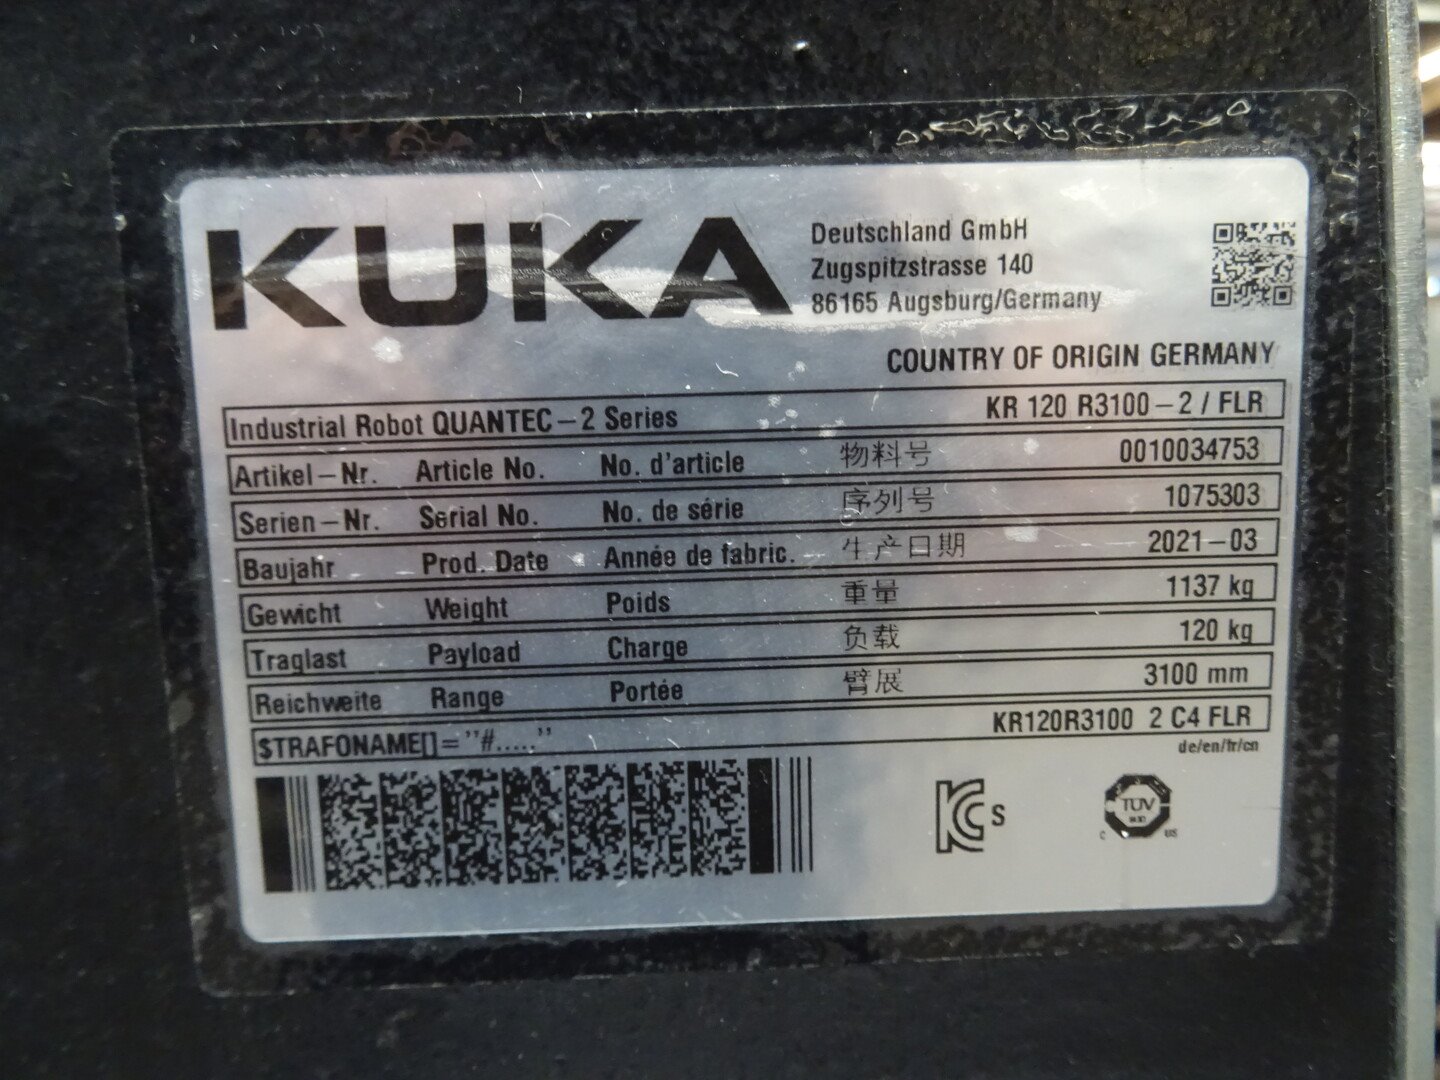 KUKA
Deutschland GmbH
Zugspitzstrasse 140
86165 Augsburg/Germany
COUNTRY OF ORIGIN GERMANY
Industrial Robot QUANTEC-2 Series KR 120 R3100-2 / FLR
Artikel-Nr. Article No. No. d'article 物料号 0010034753
Serien-Nr. Serial No. No. de série 序列号 1075303
Baujahr Prod. Date Année de fabric. 生产日期 2021-03
Gewicht Weight Poids 重量 1137 kg
Traglast Payload Charge 负载 120 kg
Reichweite Range Portée 臂展 3100 mm
$TRAFONAME[]="#....." KR120R3100 2 C4 FLR
de/en/fr/cn
KC s
TÜV
C US